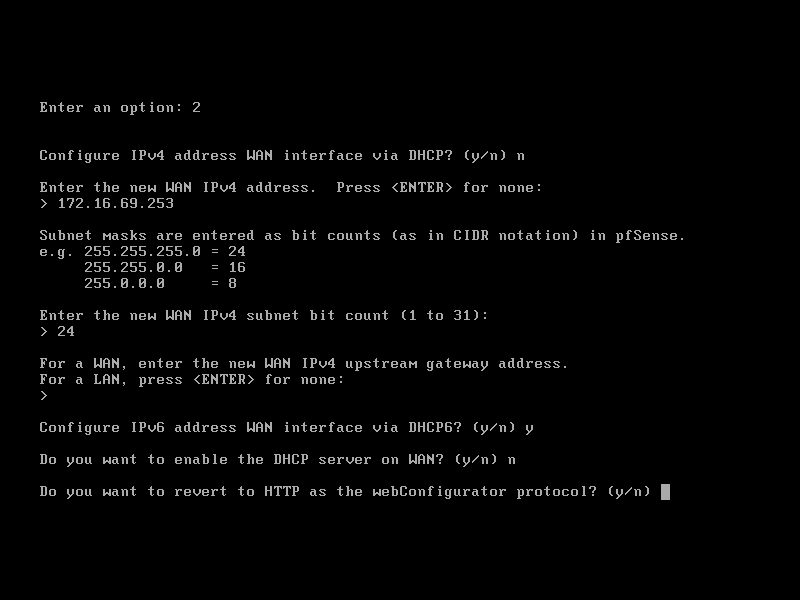 Enter an option: 2
Configure IPv4 address WAN interface via DHCP? (y/n) n
Enter the new WAN IPv4 address.  Press <ENTER> for none:
> 172.16.69.253
Subnet masks are entered as bit counts (as in CIDR notation) in pfSense.
e.g. 255.255.255.0 = 24
     255.255.0.0   = 16
     255.0.0.0     = 8
Enter the new WAN IPv4 subnet bit count (1 to 31):
> 24
For a WAN, enter the new WAN IPv4 upstream gateway address.
For a LAN, press <ENTER> for none:
>
Configure IPv6 address WAN interface via DHCP6? (y/n) y
Do you want to enable the DHCP server on WAN? (y/n) n
Do you want to revert to HTTP as the webConfigurator protocol? (y/n)